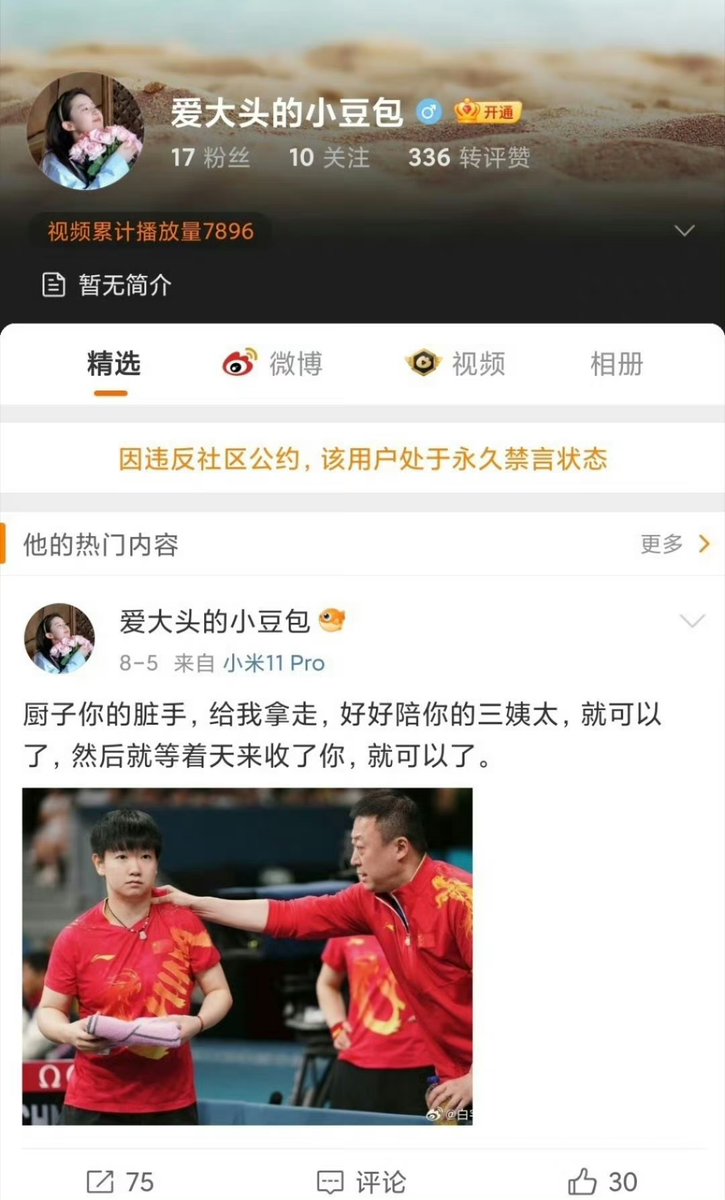 爱大头的小豆包 开通
17 粉丝 10 关注 336 转评赞
视频累计播放量7896
暂无简介
精选 微博 视频 相册
因违反社区公约，该用户处于永久禁言状态
他的热门内容 更多
爱大头的小豆包
8-5 来自 小米11 Pro
厨子你的脏手，给我拿走，好好陪你的三姨太，就可以
了，然后就等着天来收了你，就可以了。
CHINA
75 评论 30